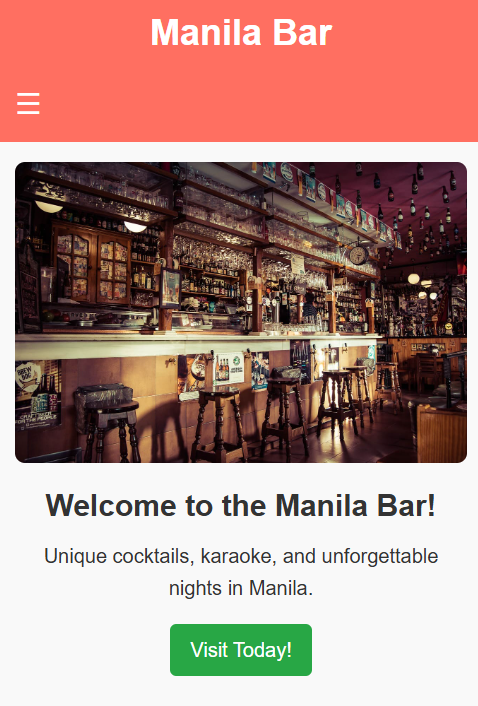 Manila Bar
☰
Welcome to the Manila Bar!
Unique cocktails, karaoke, and unforgettable
nights in Manila.
Visit Today!